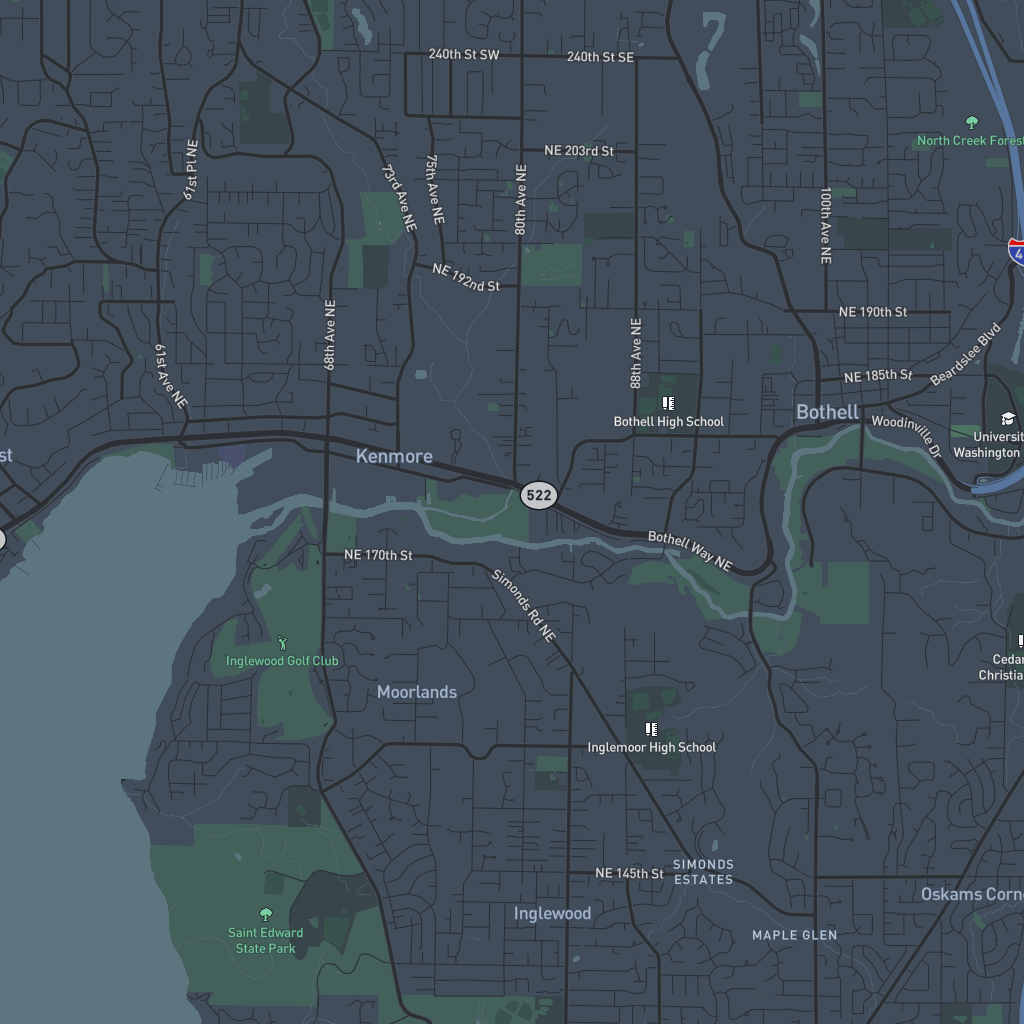 240th St SW
240th St SE
North Creek Forest
NE 203rd St
61st Pl NE
73rd Ave NE
75th Ave NE
80th Ave NE
100th Ave NE
4
NE 192nd St
NE 190th St
68th Ave NE
88th Ave NE
Beardslee Blvd
61st Ave NE
NE 185th St
Bothell High School
Bothell
Woodinville Dr
Universit
Washington
st
Kenmore
522
Bothell Way NE
NE 170th St
Simonds Rd NE
Inglewood Golf Club
Cedar
Christian
Moorlands
Inglemoor High School
NE 145th St
SIMONDS
ESTATES
Oskams Corne
Inglewood
Saint Edward
State Park
MAPLE GLEN